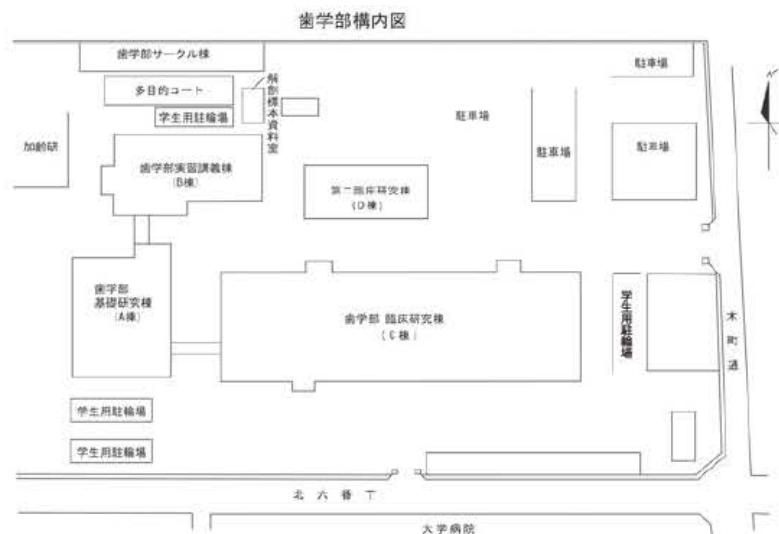 歯学部構内図
歯学部サークル棟
多目的コート
学生用駐輪場
解剖標本資料室
駐車場
駐車場
駐車場
駐車場
加齢研
歯学部実習講義棟
(B棟)
第二臨床研究棟
(D棟)
歯学部
基礎研究棟
(A棟)
歯学部 臨床研究棟
(C棟)
学生用駐輪場
木町通
学生用駐輪場
学生用駐輪場
北六番丁
大学病院